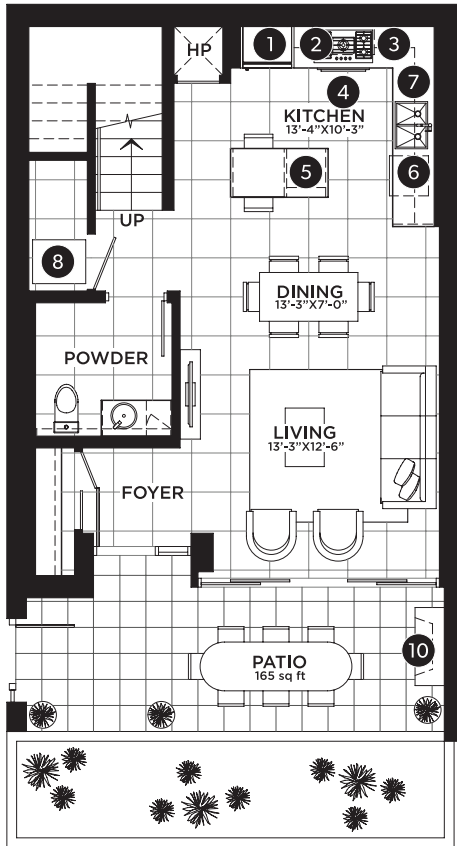 HP
1
2
3
4
7
KITCHEN
13'-4"X10'-3"
5
6
UP
8
DINING
13'-3"X7'-0"
POWDER
LIVING
13'-3"X12'-6"
FOYER
10
PATIO
165 sq ft